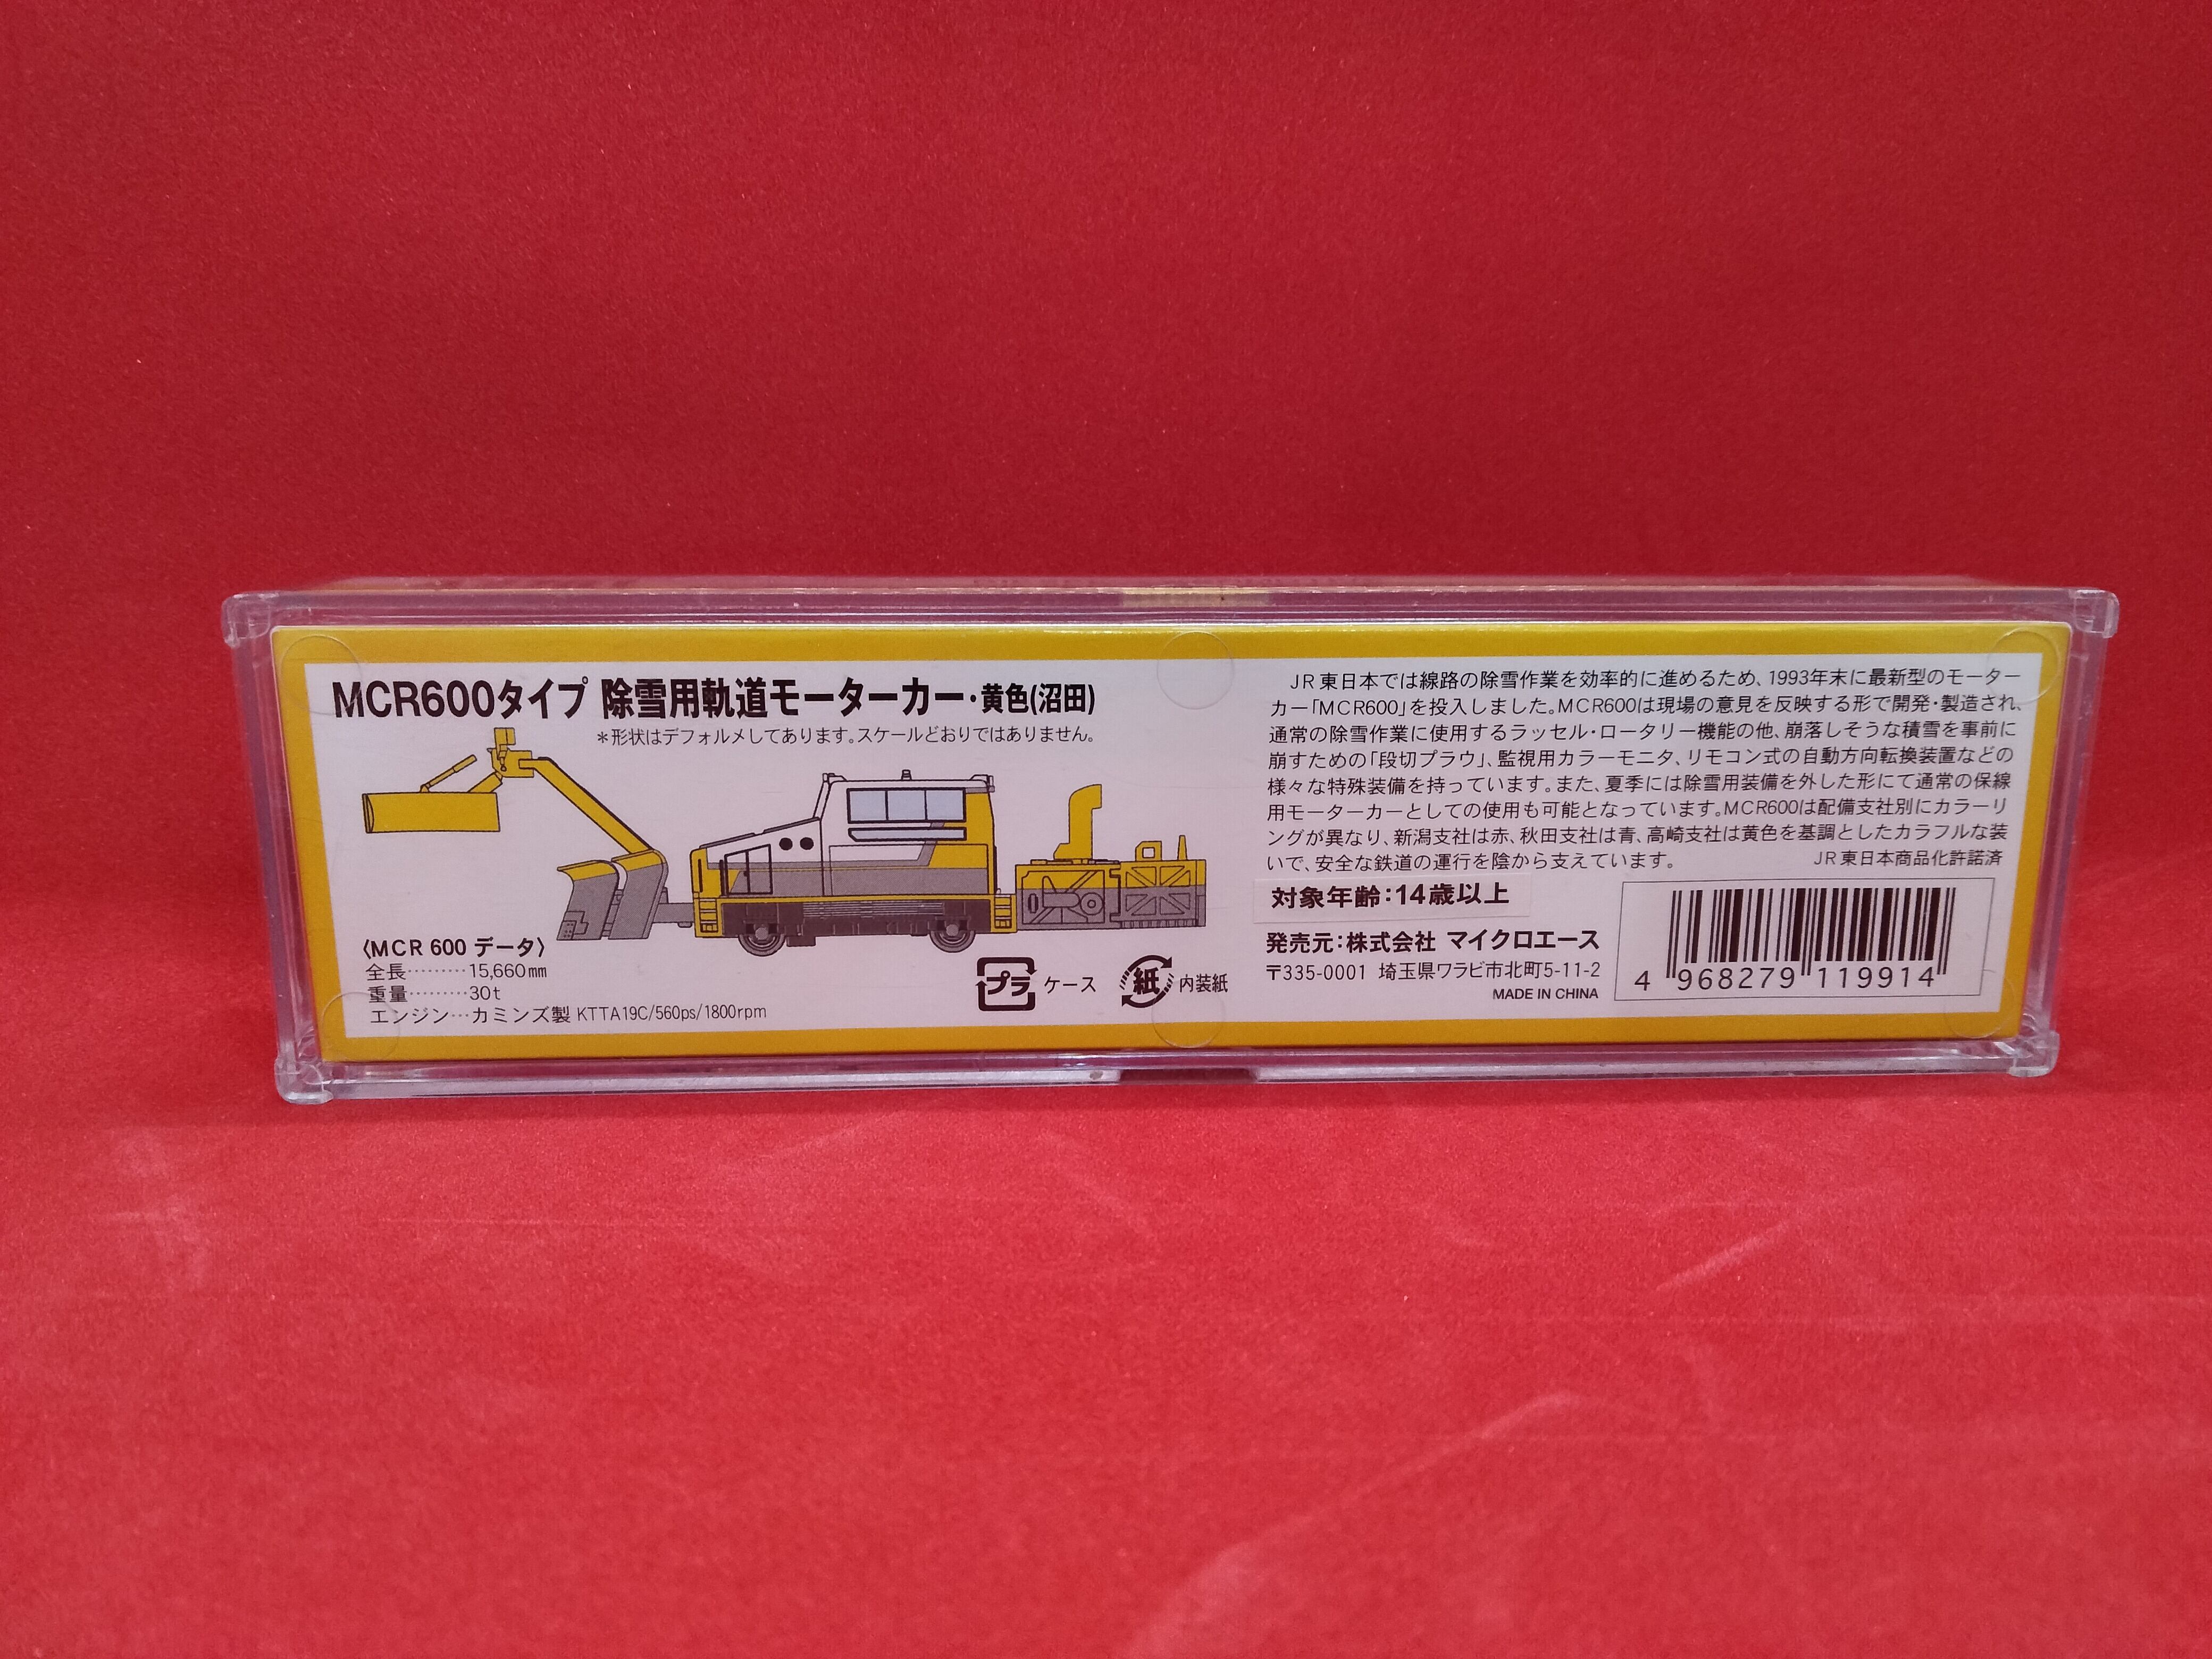 MCR600タイプ 除雪用軌道モーターカー・黄色(沼田)
＊形状はデフォルメしてあります。スケールどおりではありません。
〈MCR 600 データ〉
全長………15,660㎜
重量………30t
エンジン…カミンズ製 KTTA19C/560ps/1800rpm
プラ ケース
紙 内装紙
JR東日本では線路の除雪作業を効率的に進めるため、1993年末に最新型のモーター
カー「MCR600」を投入しました。MCR600は現場の意見を反映する形で開発・製造され、
通常の除雪作業に使用するラッセル・ロータリー機能の他、崩落しそうな積雪を事前に
崩すための「段切プラウ」、監視用カラーモニタ、リモコン式の自動方向転換装置などの
様々な特殊装備を持っています。また、夏季には除雪用装備を外した形にて通常の保線
用モーターカーとしての使用も可能となっています。MCR600は配備支社別にカラーリ
ングが異なり、新潟支社は赤、秋田支社は青、高崎支社は黄色を基調としたカラフルな装
いで、安全な鉄道の運行を陰から支えています。
JR東日本商品化許諾済
対象年齢：14歳以上
発売元：株式会社 マイクロエース
〒335-0001 埼玉県ワラビ市北町5-11-2
MADE IN CHINA
4 968279 119914